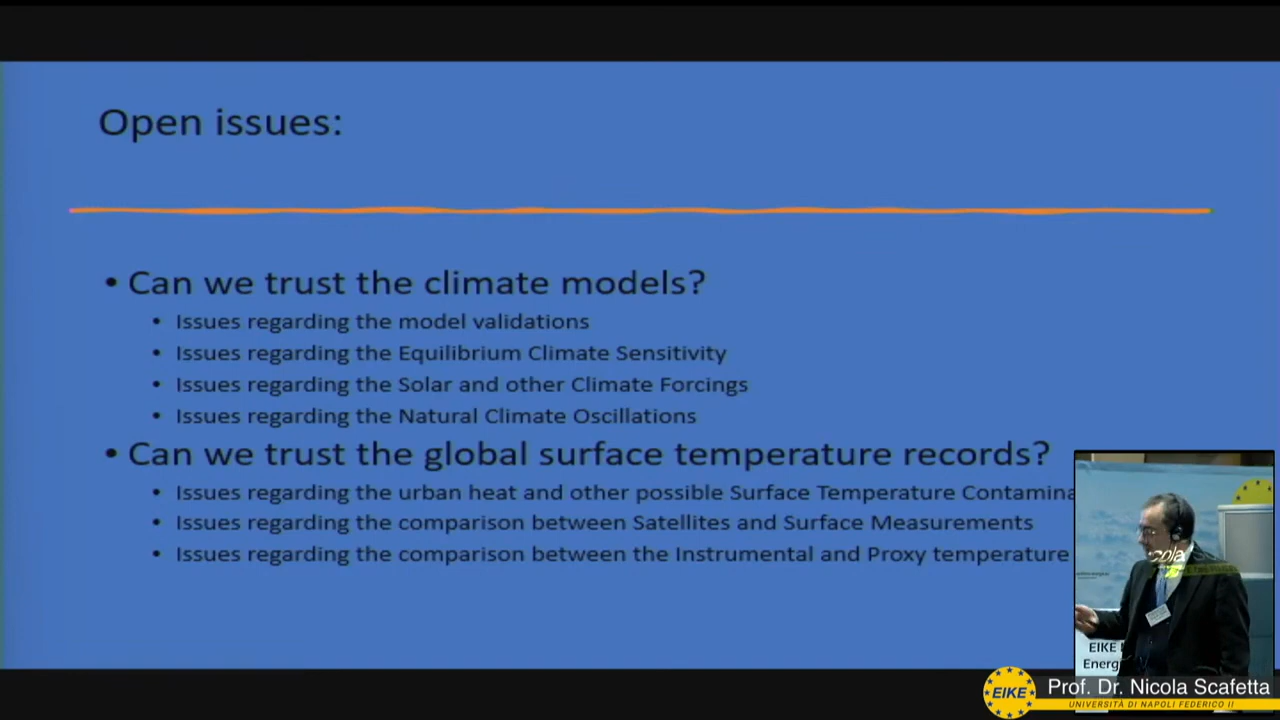 Open issues:
• Can we trust the climate models?
• Issues regarding the model validations
• Issues regarding the Equilibrium Climate Sensitivity
• Issues regarding the Solar and other Climate Forcings
• Issues regarding the Natural Climate Oscillations
• Can we trust the global surface temperature records?
• Issues regarding the urban heat and other possible Surface Temperature Contamina
• Issues regarding the comparison between Satellites and Surface Measurements
• Issues regarding the comparison between the Instrumental and Proxy temperature
EIKE
Energ
EIKE
Prof. Dr. Nicola Scafetta
UNIVERSITÀ DI NAPOLI FEDERICO II